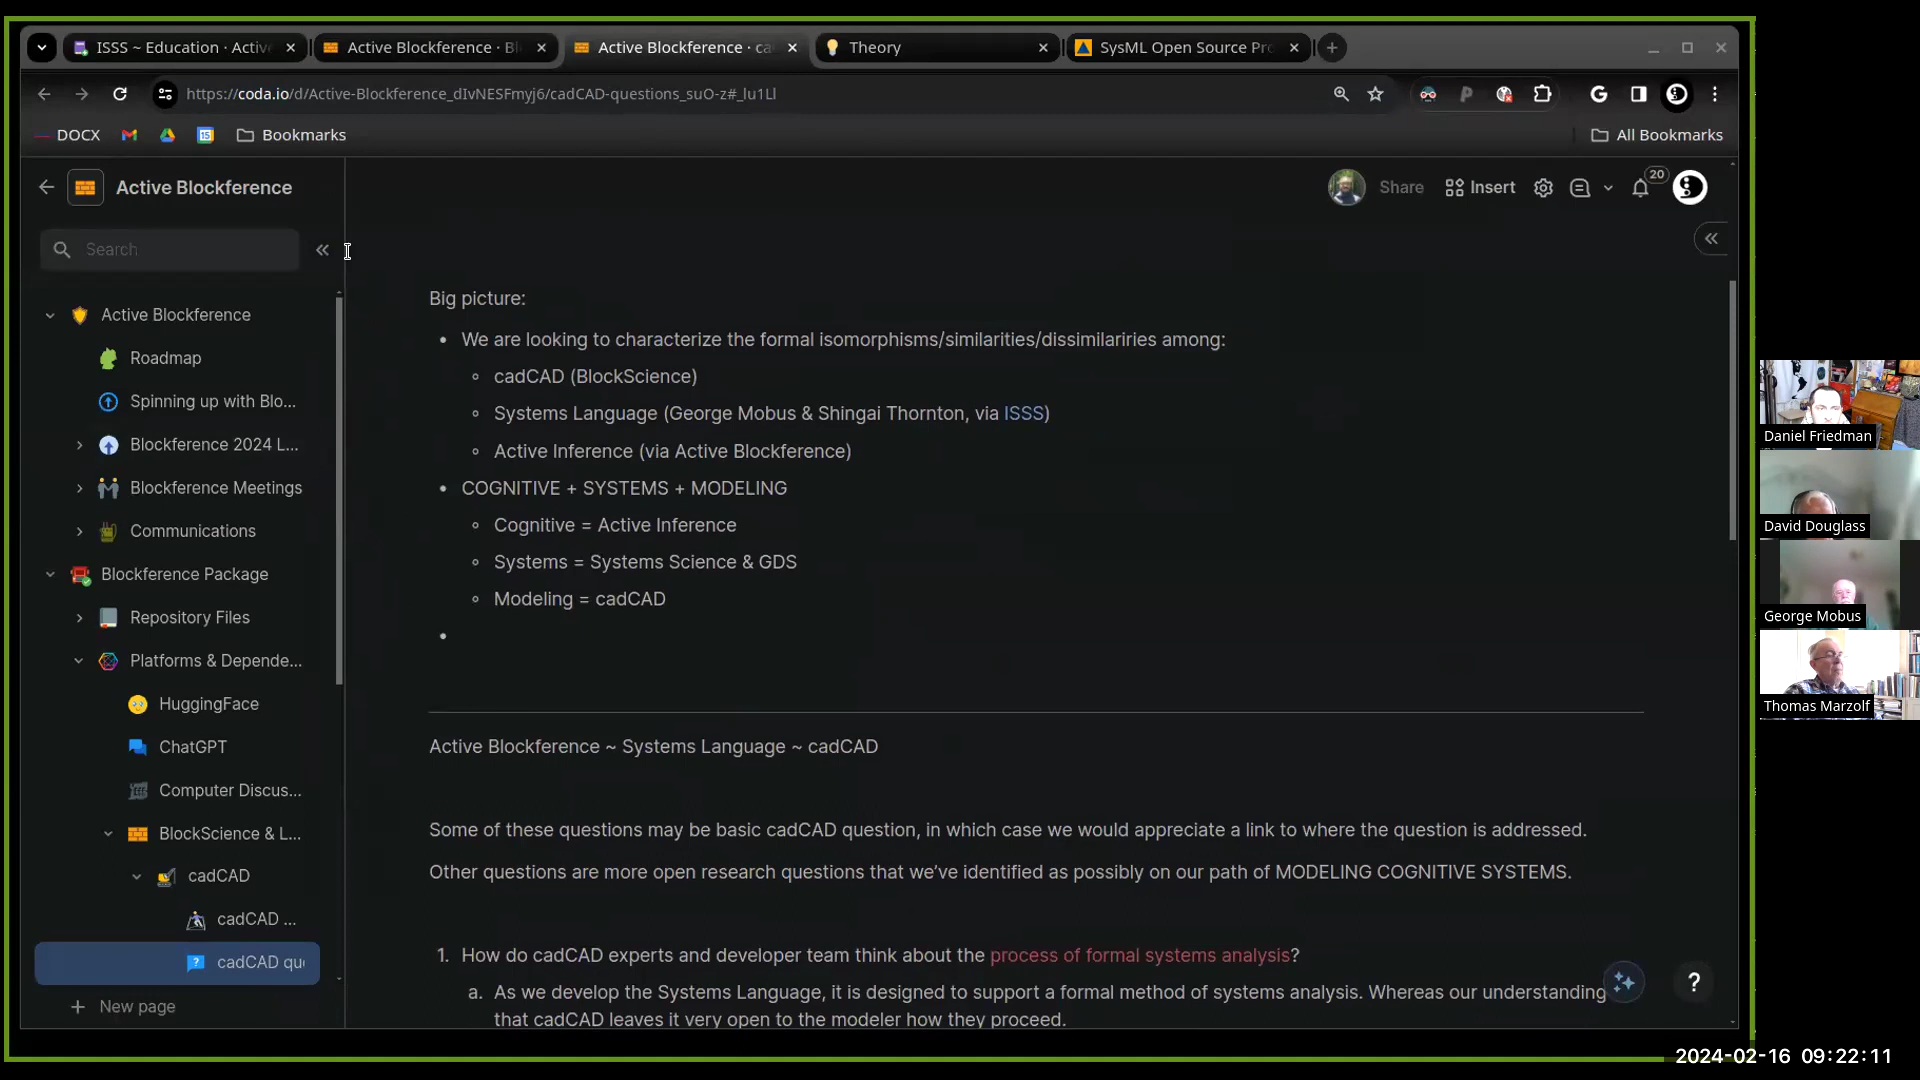 ISSS ~ Education · Active
Active Blockference · Bl
Active Blockference · ca
Theory
SysML Open Source Pro
https://coda.io/d/Active-Blockference_dIvNESFmyj6/cadCAD-questions_suO-z#_lu1Ll
DOCX
Bookmarks
All Bookmarks
Active Blockference
Share
Insert
20
Search
Active Blockference
Roadmap
Spinning up with Blo...
Blockference 2024 L...
Blockference Meetings
Communications
Blockference Package
Repository Files
Platforms & Depende...
HuggingFace
ChatGPT
Computer Discus...
BlockScience & L...
cadCAD
cadCAD ...
cadCAD que
New page
Big picture:
• We are looking to characterize the formal isomorphisms/similarities/dissimilariries among:
◦ cadCAD (BlockScience)
◦ Systems Language (George Mobus & Shingai Thornton, via ISSS)
◦ Active Inference (via Active Blockference)
• COGNITIVE + SYSTEMS + MODELING
◦ Cognitive = Active Inference
◦ Systems = Systems Science & GDS
◦ Modeling = cadCAD
Active Blockference ~ Systems Language ~ cadCAD
Some of these questions may be basic cadCAD question, in which case we would appreciate a link to where the question is addressed.
Other questions are more open research questions that we've identified as possibly on our path of MODELING COGNITIVE SYSTEMS.
1. How do cadCAD experts and developer team think about the process of formal systems analysis?
a. As we develop the Systems Language, it is designed to support a formal method of systems analysis. Whereas our understanding
that cadCAD leaves it very open to the modeler how they proceed.
Daniel Friedman
David Douglass
George Mobus
Thomas Marzolf
2024-02-16 09:22:11